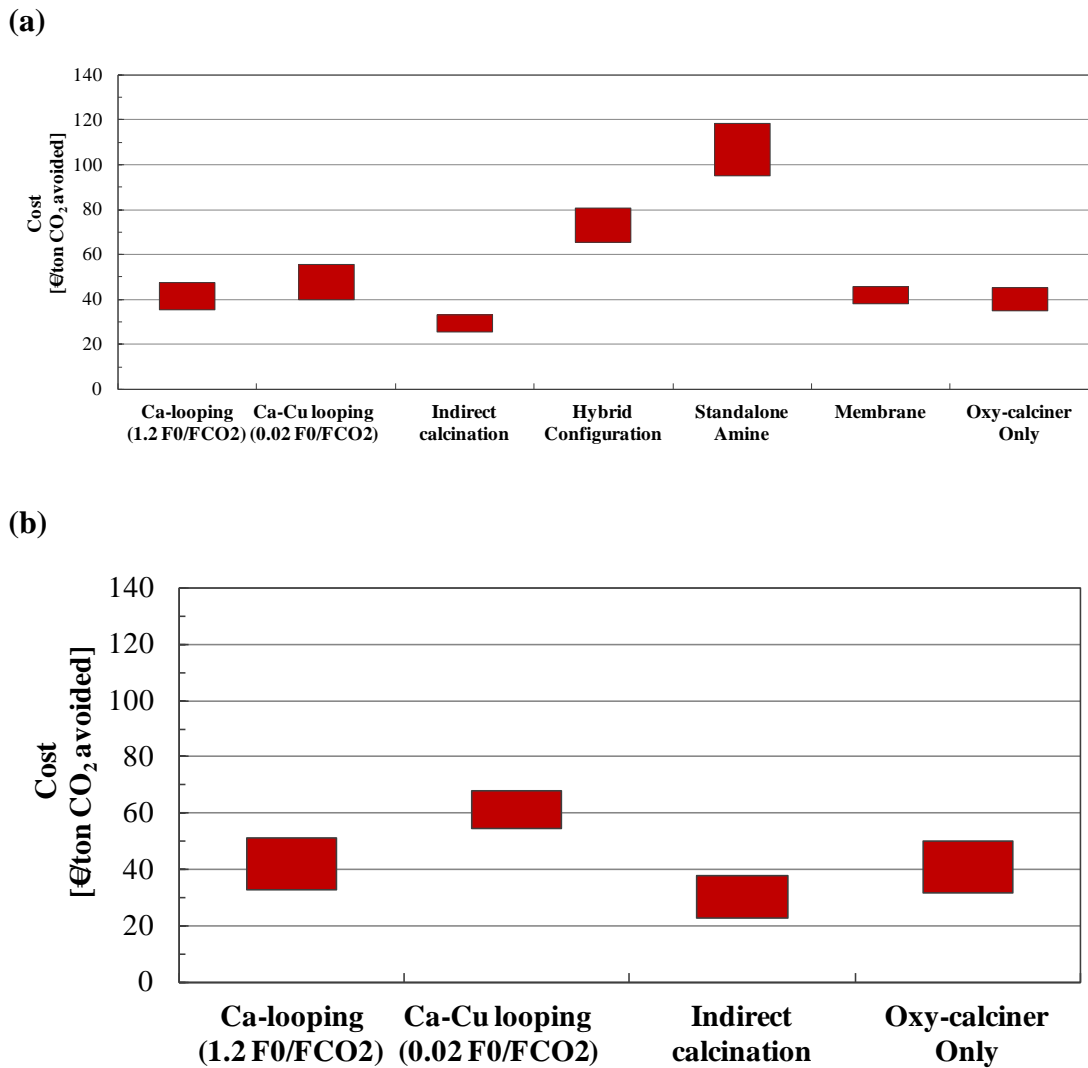 (a)
140
120
100
80
60
40
20
0
Cost
[€/ton CO₂ avoided]
Ca-looping
(1.2 F0/FCO2)
Ca-Cu looping
(0.02 F0/FCO2)
Indirect
calcination
Hybrid
Configuration
Standalone
Amine
Membrane
Oxy-calciner
Only
(b)
140
120
100
80
60
40
20
0
Cost
[€/ton CO₂ avoided]
Ca-looping
(1.2 F0/FCO2)
Ca-Cu looping
(0.02 F0/FCO2)
Indirect
calcination
Oxy-calciner
Only